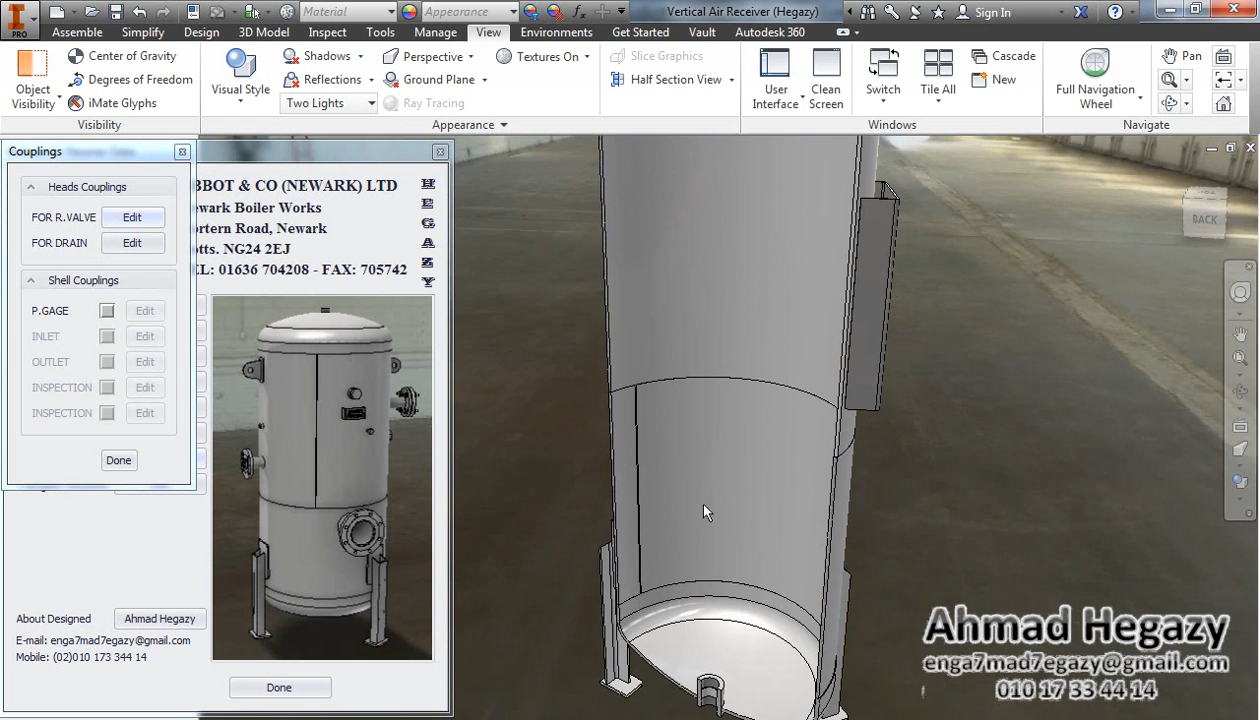 PRO
Material
Appearance
Vertical Air Receiver (Hegazy)
Sign In
Assemble
Simplify
Design
3D Model
Inspect
Tools
Manage
View
Environments
Get Started
Vault
Autodesk 360
Object
Visibility
Center of Gravity
Degrees of Freedom
iMate Glyphs
Visibility
Visual Style
Shadows
Reflections
Two Lights
Perspective
Ground Plane
Ray Tracing
Textures On
Slice Graphics
Half Section View
Appearance
User
Interface
Clean
Screen
Switch
Tile All
Cascade
New
Windows
Full Navigation
Wheel
Pan
Navigate
Couplings
Heads Couplings
FOR R.VALVE Edit
FOR DRAIN Edit
Shell Couplings
P.GAGE Edit
INLET Edit
OUTLET Edit
INSPECTION Edit
INSPECTION Edit
Done
BBOT & CO (NEWARK) LTD
ewark Boiler Works
ortern Road, Newark
otts. NG24 2EJ
EL: 01636 704208 - FAX: 705742
H
E
G
A
Z
Y
About Designed Ahmad Hegazy
E-mail: enga7mad7egazy@gmail.com
Mobile: (02)010 173 344 14
Done
BACK
Ahmad Hegazy
enga7mad7egazy@gmail.com
010 17 33 44 14